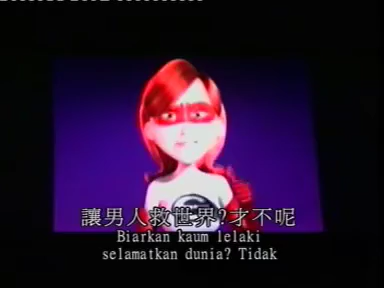 讓男人救世界?才不呢
Biarkan kaum lelaki
selamatkan dunia? Tidak